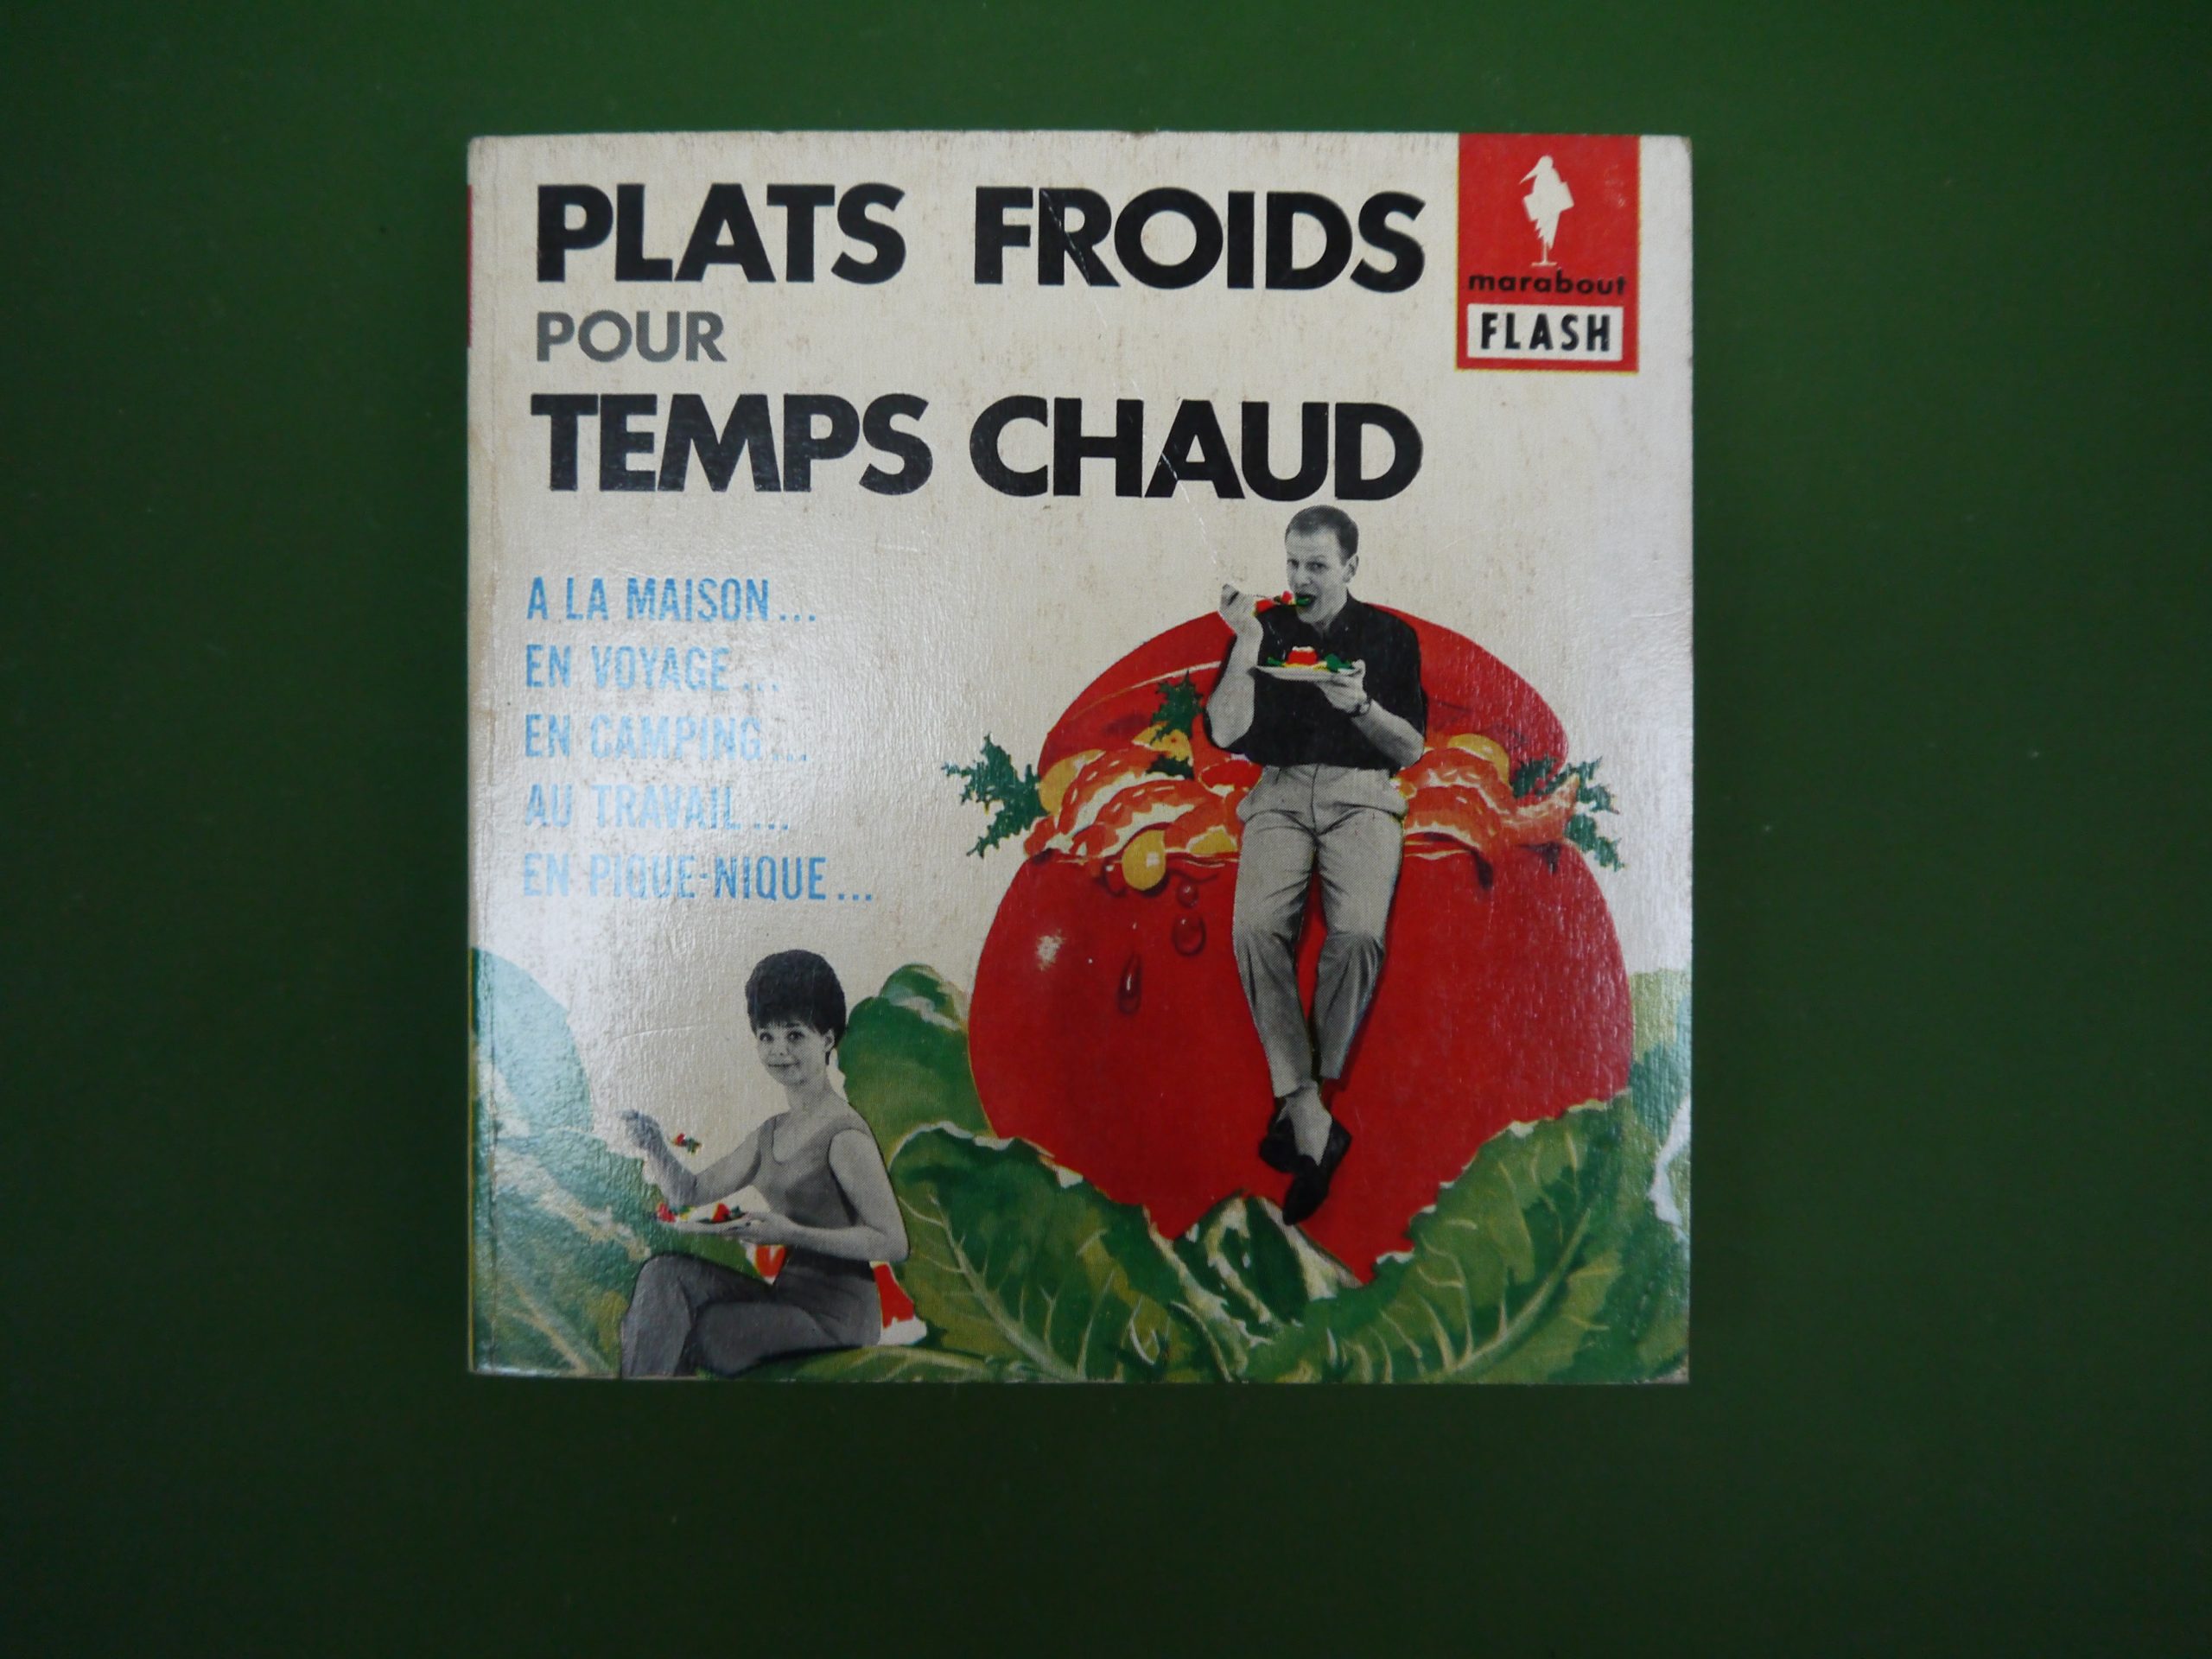 PLATS FROIDS
POUR
TEMPS CHAUD
marabout
FLASH
A LA MAISON...
EN VOYAGE...
EN CAMPING...
AU TRAVAIL...
EN PIQUE-NIQUE...